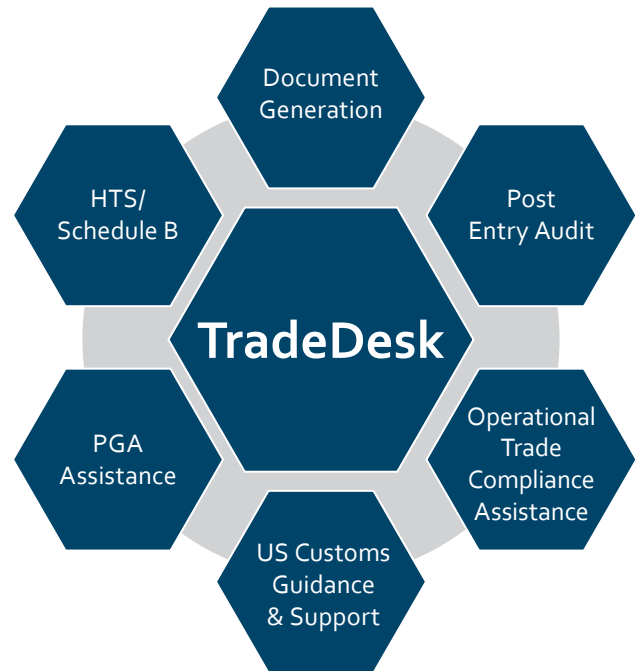 Document
Generation
HTS/
Schedule B
Post
Entry Audit
TradeDesk
PGA
Assistance
Operational
Trade
Compliance
Assistance
US Customs
Guidance
& Support